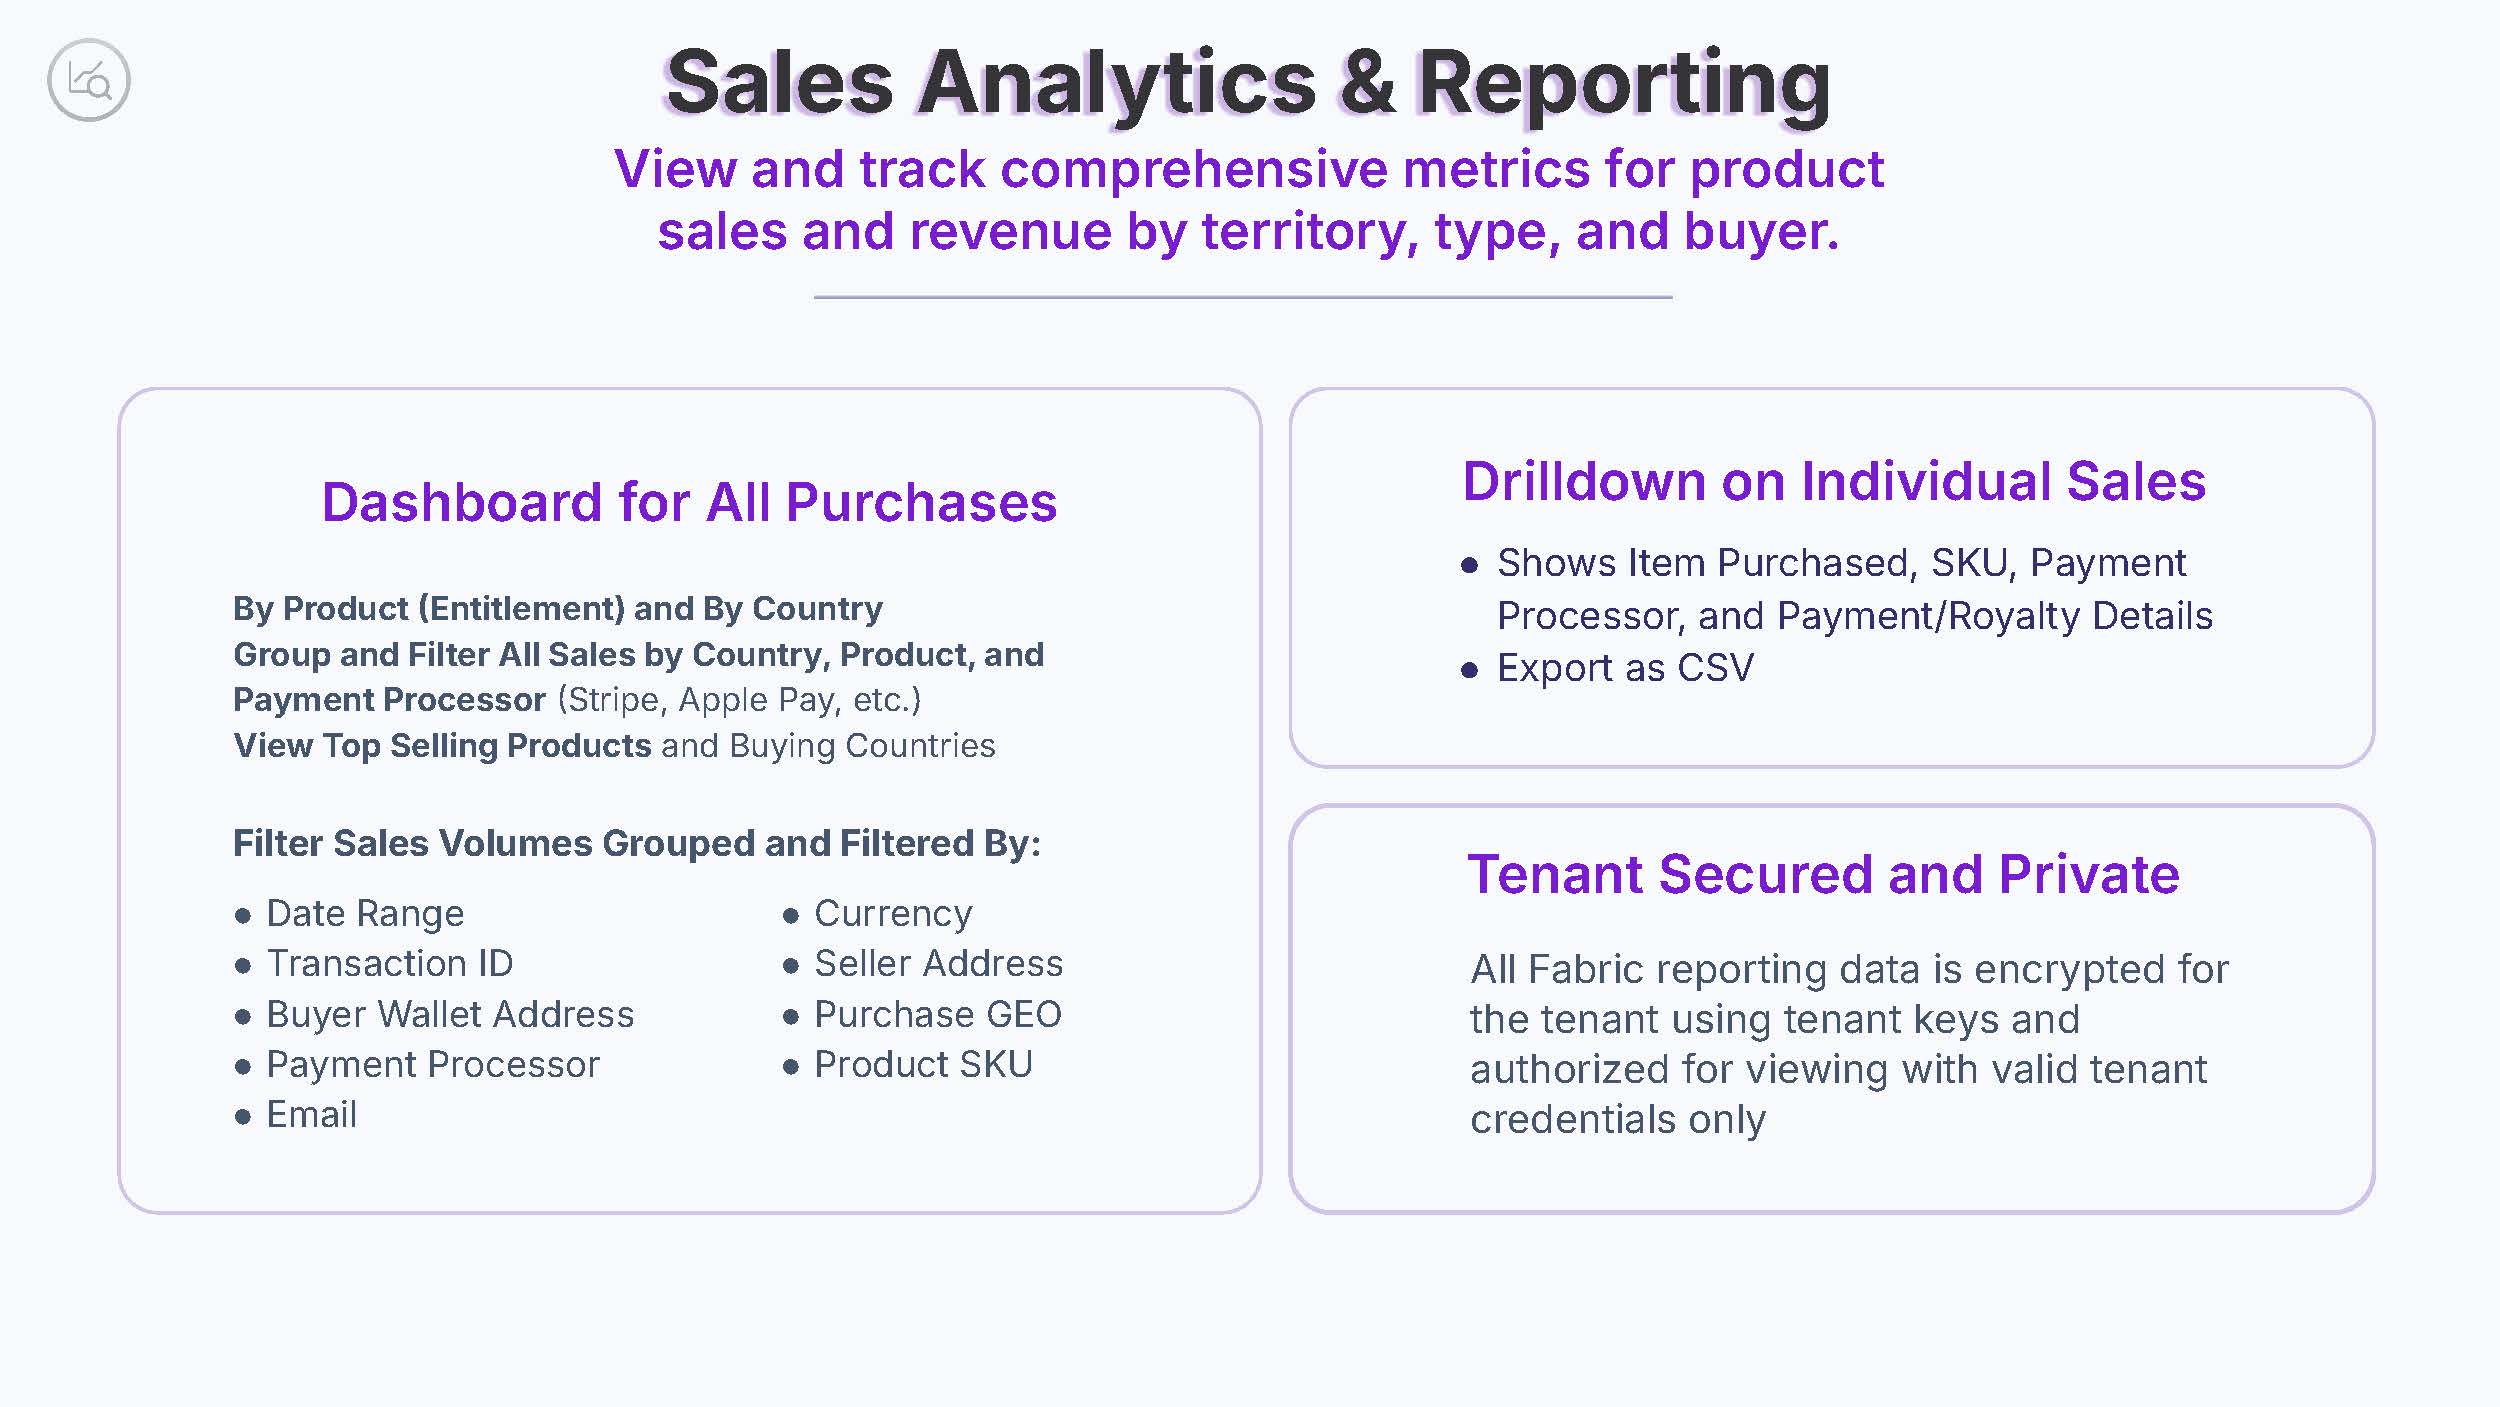 Sales Analytics & Reporting
View and track comprehensive metrics for product
sales and revenue by territory, type, and buyer.
Dashboard for All Purchases
By Product (Entitlement) and By Country
Group and Filter All Sales by Country, Product, and
Payment Processor (Stripe, Apple Pay, etc.)
View Top Selling Products and Buying Countries
Filter Sales Volumes Grouped and Filtered By:
● Date Range
● Transaction ID
● Buyer Wallet Address
● Payment Processor
● Email
● Currency
● Seller Address
● Purchase GEO
● Product SKU
Drilldown on Individual Sales
● Shows Item Purchased, SKU, Payment
Processor, and Payment/Royalty Details
● Export as CSV
Tenant Secured and Private
All Fabric reporting data is encrypted for
the tenant using tenant keys and
authorized for viewing with valid tenant
credentials only